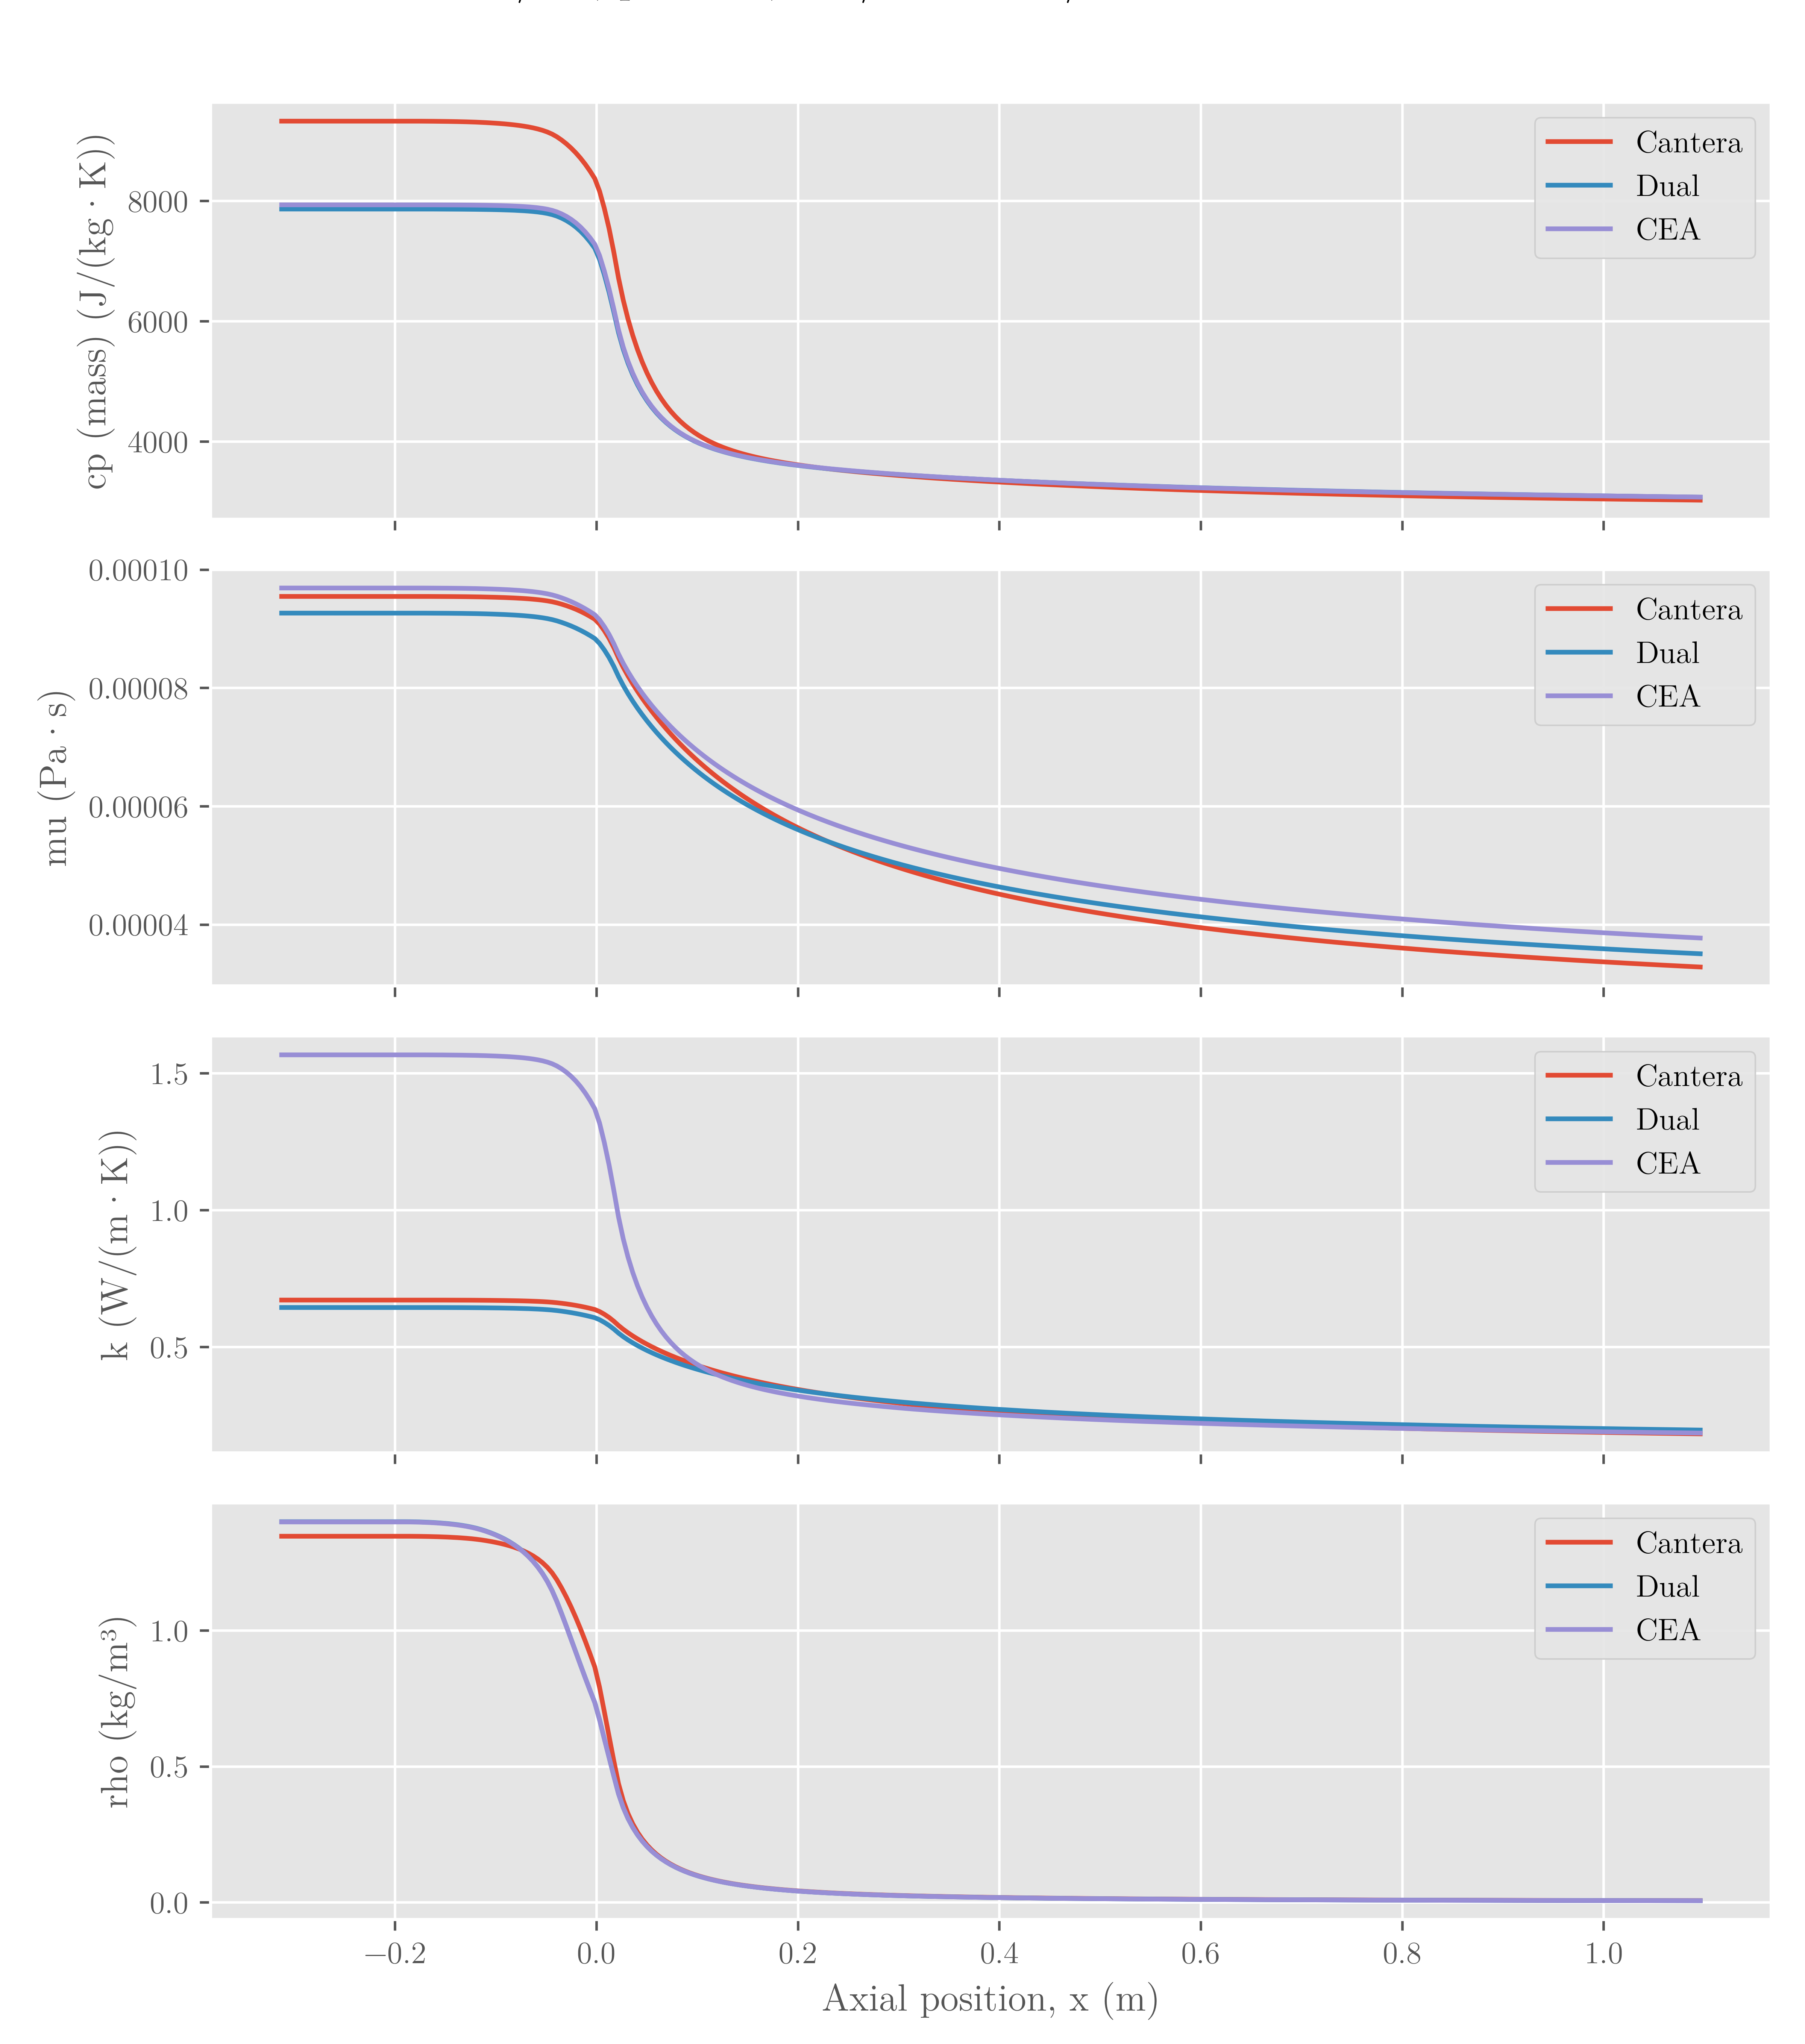 cp (mass) (J/(kg · K))
8000
6000
4000
Cantera
Dual
CEA
mu (Pa · s)
0.00010
0.00008
0.00006
0.00004
Cantera
Dual
CEA
k (W/(m · K))
1.5
1.0
0.5
Cantera
Dual
CEA
rho (kg/m³)
1.0
0.5
0.0
Cantera
Dual
CEA
−0.2 0.0 0.2 0.4 0.6 0.8 1.0
Axial position, x (m)